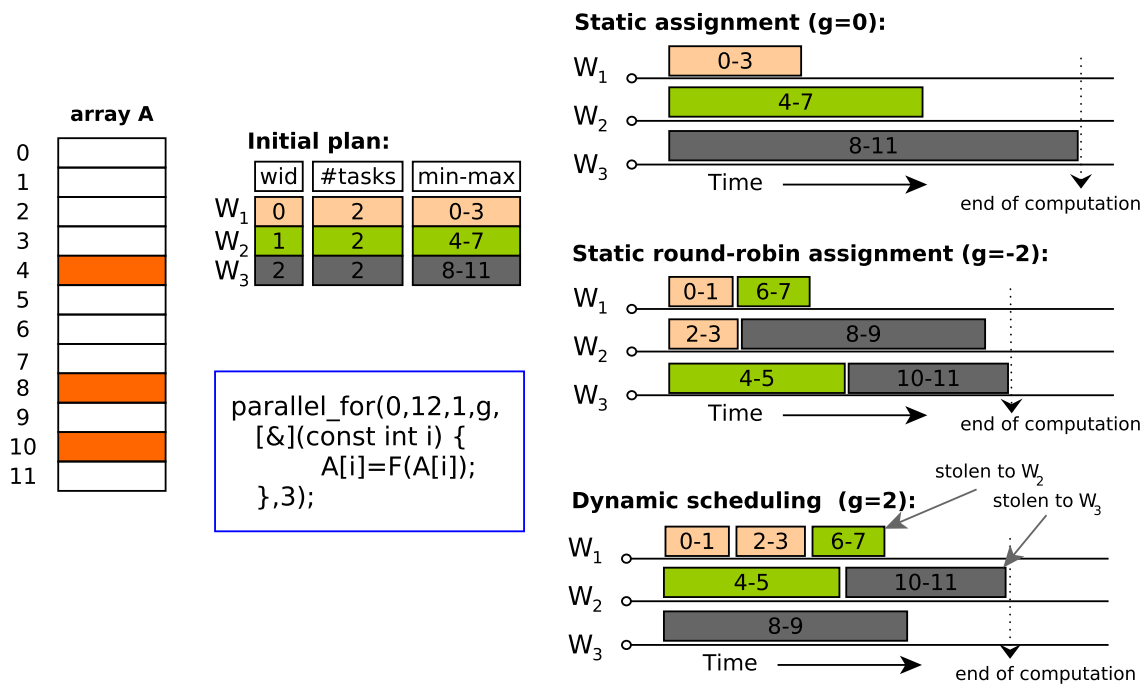 array A
0
1
2
3
4
5
6
7
8
9
10
11
Initial plan:
wid #tasks min-max
W1 0 2 0-3
W2 1 2 4-7
W3 2 2 8-11
parallel_for(0,12,1,g,
[&](const int i) {
A[i]=F(A[i]);
},3);
Static assignment (g=0):
W1 0-3
W2 4-7
W3 8-11
Time
end of computation
Static round-robin assignment (g=-2):
W1 0-1 6-7
W2 2-3 8-9
W3 4-5 10-11
Time
end of computation
stolen to W2
stolen to W3
Dynamic scheduling (g=2):
W1 0-1 2-3 6-7
W2 4-5 10-11
W3 8-9
Time
end of computation